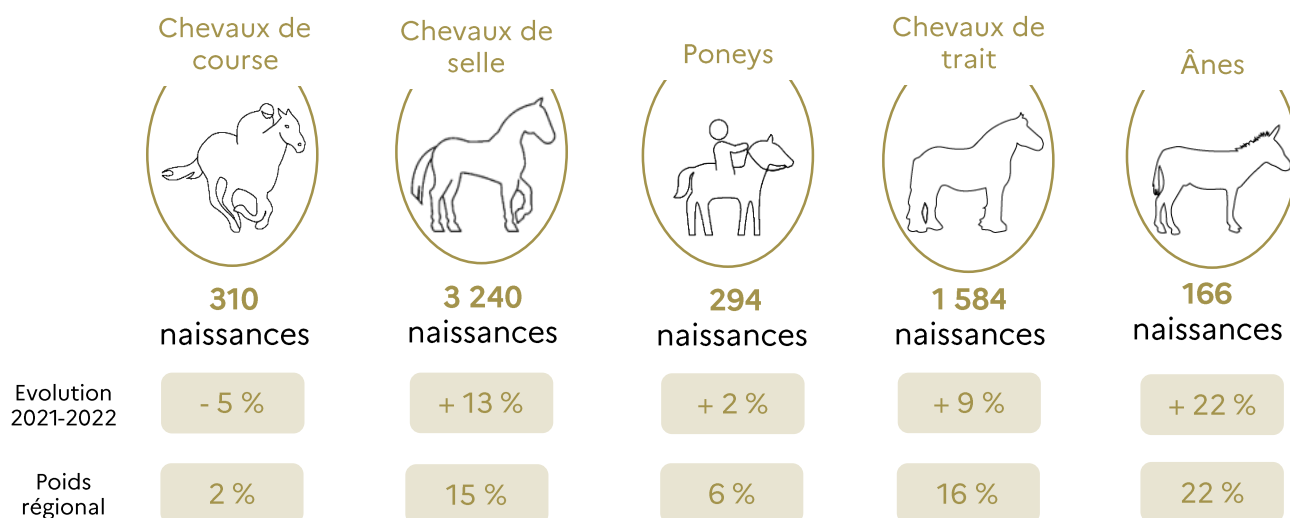 Chevaux de
course
Chevaux de
selle
Poneys
Chevaux de
trait
Ânes
310
naissances
3 240
naissances
294
naissances
1 584
naissances
166
naissances
Evolution
2021-2022
- 5 %
+ 13 %
+ 2 %
+ 9 %
+ 22 %
Poids
régional
2 %
15 %
6 %
16 %
22 %